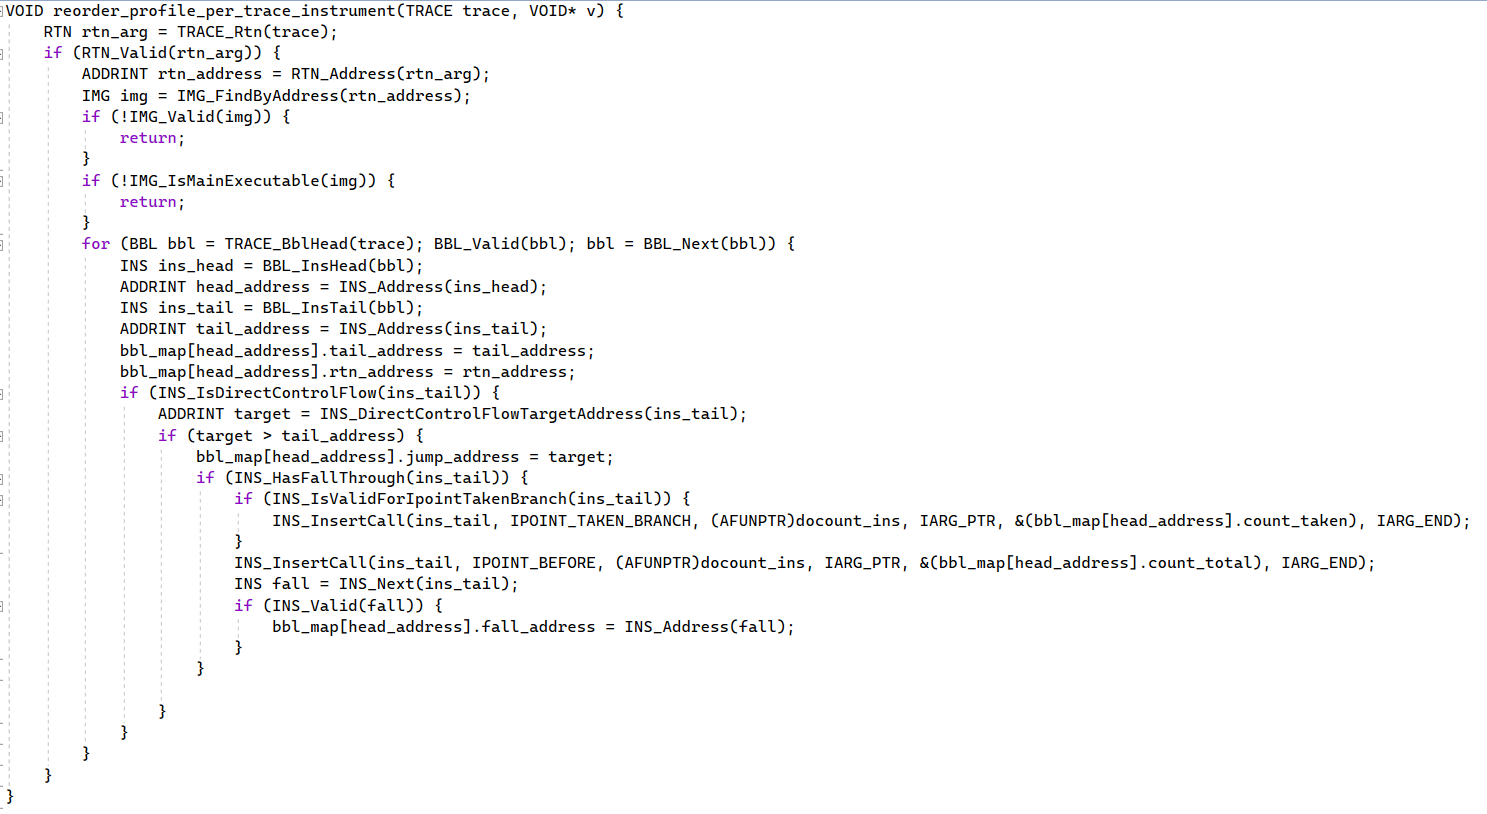 VOID reorder_profile_per_trace_instrument(TRACE trace, VOID* v) {
    RTN rtn_arg = TRACE_Rtn(trace);
    if (RTN_Valid(rtn_arg)) {
        ADDRINT rtn_address = RTN_Address(rtn_arg);
        IMG img = IMG_FindByAddress(rtn_address);
        if (!IMG_Valid(img)) {
            return;
        }
        if (!IMG_IsMainExecutable(img)) {
            return;
        }
        for (BBL bbl = TRACE_BblHead(trace); BBL_Valid(bbl); bbl = BBL_Next(bbl)) {
            INS ins_head = BBL_InsHead(bbl);
            ADDRINT head_address = INS_Address(ins_head);
            INS ins_tail = BBL_InsTail(bbl);
            ADDRINT tail_address = INS_Address(ins_tail);
            bbl_map[head_address].tail_address = tail_address;
            bbl_map[head_address].rtn_address = rtn_address;
            if (INS_IsDirectControlFlow(ins_tail)) {
                ADDRINT target = INS_DirectControlFlowTargetAddress(ins_tail);
                if (target > tail_address) {
                    bbl_map[head_address].jump_address = target;
                    if (INS_HasFallThrough(ins_tail)) {
                        if (INS_IsValidForIpointTakenBranch(ins_tail)) {
                            INS_InsertCall(ins_tail, IPOINT_TAKEN_BRANCH, (AFUNPTR)docount_ins, IARG_PTR, &(bbl_map[head_address].count_taken), IARG_END);
                        }
                        INS_InsertCall(ins_tail, IPOINT_BEFORE, (AFUNPTR)docount_ins, IARG_PTR, &(bbl_map[head_address].count_total), IARG_END);
                        INS fall = INS_Next(ins_tail);
                        if (INS_Valid(fall)) {
                            bbl_map[head_address].fall_address = INS_Address(fall);
                        }
                    }

                }
            }
        }
    }
}